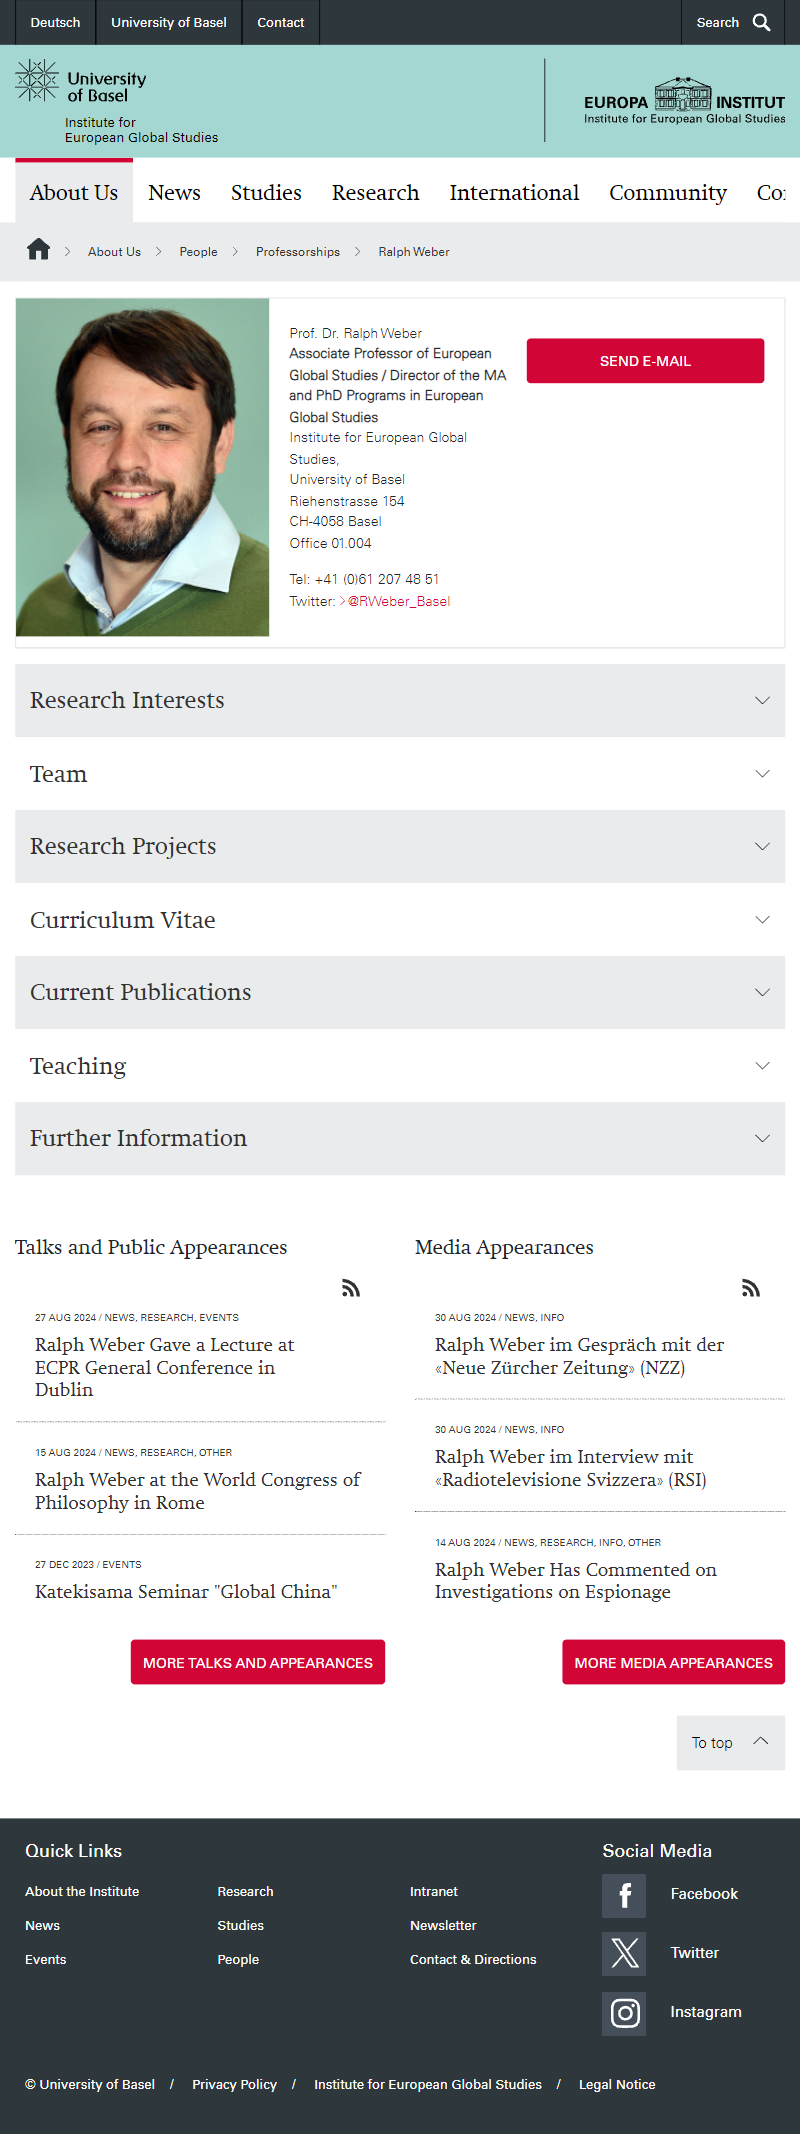 Deutsch
University of Basel
Contact
Search
University
of Basel
Institute for
European Global Studies
EUROPA INSTITUT
Institute for European Global Studies
About Us
News
Studies
Research
International
Community
Co
About Us
People
Professorships
Ralph Weber
Prof. Dr. Ralph Weber
Associate Professor of European
Global Studies / Director of the MA
and PhD Programs in European
Global Studies
Institute for European Global
Studies,
University of Basel
Riehenstrasse 154
CH-4058 Basel
Office 01.004
Tel: +41 (0)61 207 48 51
Twitter: @RWeber_Basel
SEND E-MAIL
Research Interests
Team
Research Projects
Curriculum Vitae
Current Publications
Teaching
Further Information
Talks and Public Appearances
27 AUG 2024 / NEWS, RESEARCH, EVENTS
Ralph Weber Gave a Lecture at
ECPR General Conference in
Dublin
15 AUG 2024 / NEWS, RESEARCH, OTHER
Ralph Weber at the World Congress of
Philosophy in Rome
27 DEC 2023 / EVENTS
Katekisama Seminar "Global China"
MORE TALKS AND APPEARANCES
Media Appearances
30 AUG 2024 / NEWS, INFO
Ralph Weber im Gespräch mit der
«Neue Zürcher Zeitung» (NZZ)
30 AUG 2024 / NEWS, INFO
Ralph Weber im Interview mit
«Radiotelevisione Svizzera» (RSI)
14 AUG 2024 / NEWS, RESEARCH, INFO, OTHER
Ralph Weber Has Commented on
Investigations on Espionage
MORE MEDIA APPEARANCES
To top
Quick Links
About the Institute
News
Events
Research
Studies
People
Intranet
Newsletter
Contact & Directions
Social Media
Facebook
Twitter
Instagram
© University of Basel / Privacy Policy / Institute for European Global Studies / Legal Notice